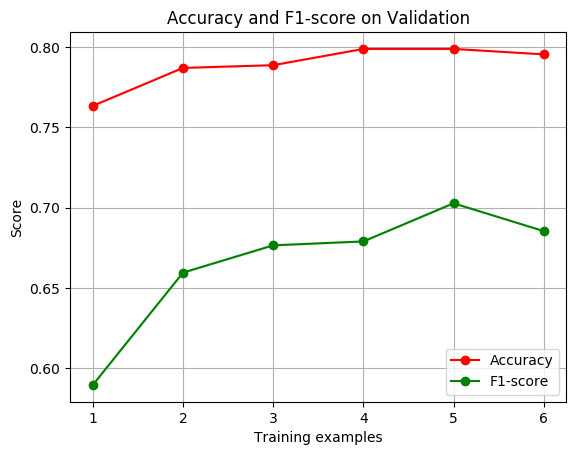 Accuracy and F1-score on Validation
0.80
0.75
0.70
0.65
0.60
Score
1 2 3 4 5 6
Training examples
Accuracy
F1-score